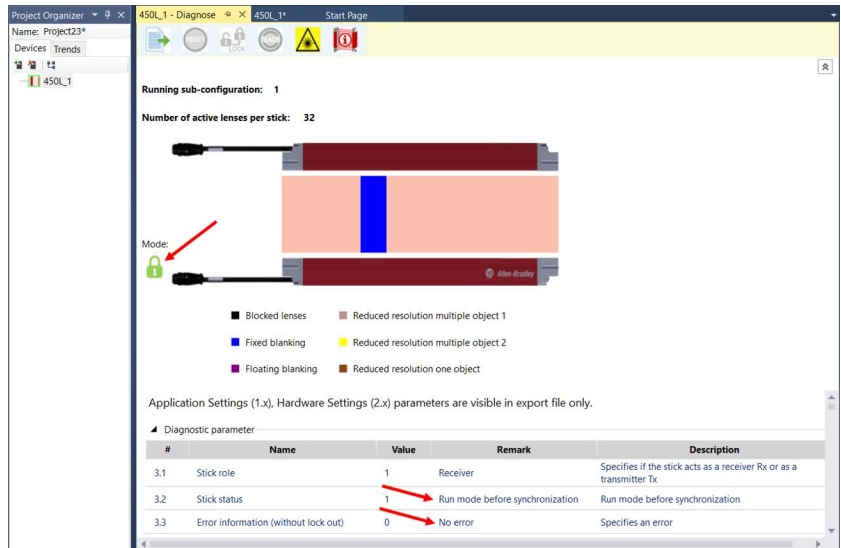 Project Organizer
450L_1 - Diagnose 450L_1* Start Page
Name: Project23*
Devices Trends
450L_1
RESET
LOCK
TEACH
Running sub-configuration: 1
Number of active lenses per stick: 32
Mode:
Allen-Bradley
Blocked lenses Reduced resolution multiple object 1
Fixed blanking Reduced resolution multiple object 2
Floating blanking Reduced resolution one object
Application Settings (1.x), Hardware Settings (2.x) parameters are visible in export file only.
Diagnostic parameter
# Name Value Remark Description
3.1 Stick role 1 Receiver Specifies if the stick acts as a receiver Rx or as a
transmitter Tx
3.2 Stick status 1 Run mode before synchronization Run mode before synchronization
3.3 Error information (without lock out) 0 No error Specifies an error